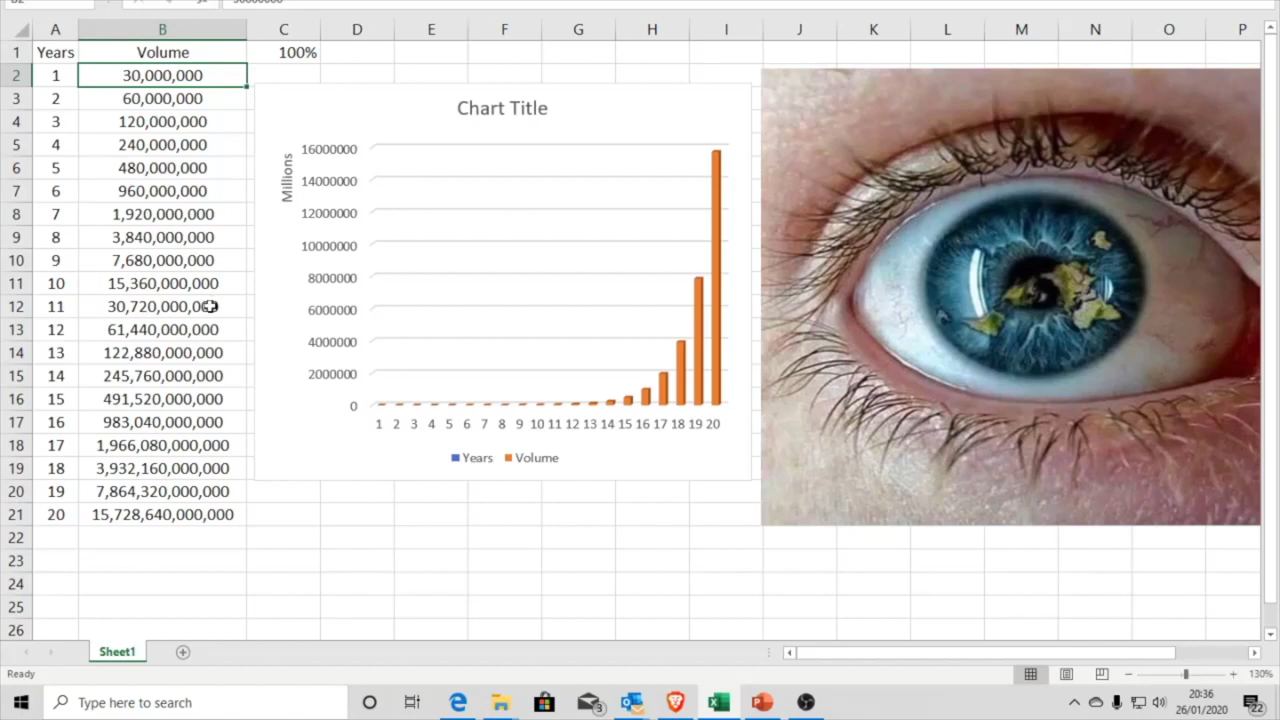 A B C D E F G H I J K L M N O P
1 Years Volume 100%
2 1 30,000,000
3 2 60,000,000
4 3 120,000,000
5 4 240,000,000
6 5 480,000,000
7 6 960,000,000
8 7 1,920,000,000
9 8 3,840,000,000
10 9 7,680,000,000
11 10 15,360,000,000
12 11 30,720,000,000
13 12 61,440,000,000
14 13 122,880,000,000
15 14 245,760,000,000
16 15 491,520,000,000
17 16 983,040,000,000
18 17 1,966,080,000,000
19 18 3,932,160,000,000
20 19 7,864,320,000,000
21 20 15,728,640,000,000
22
23
24
25
26
Chart Title
Millions
16000000
14000000
12000000
10000000
8000000
6000000
4000000
2000000
0
1 2 3 4 5 6 7 8 9 10 11 12 13 14 15 16 17 18 19 20
Years Volume
Sheet1
Ready 130%
Type here to search 3 20:36
26/01/2020 22